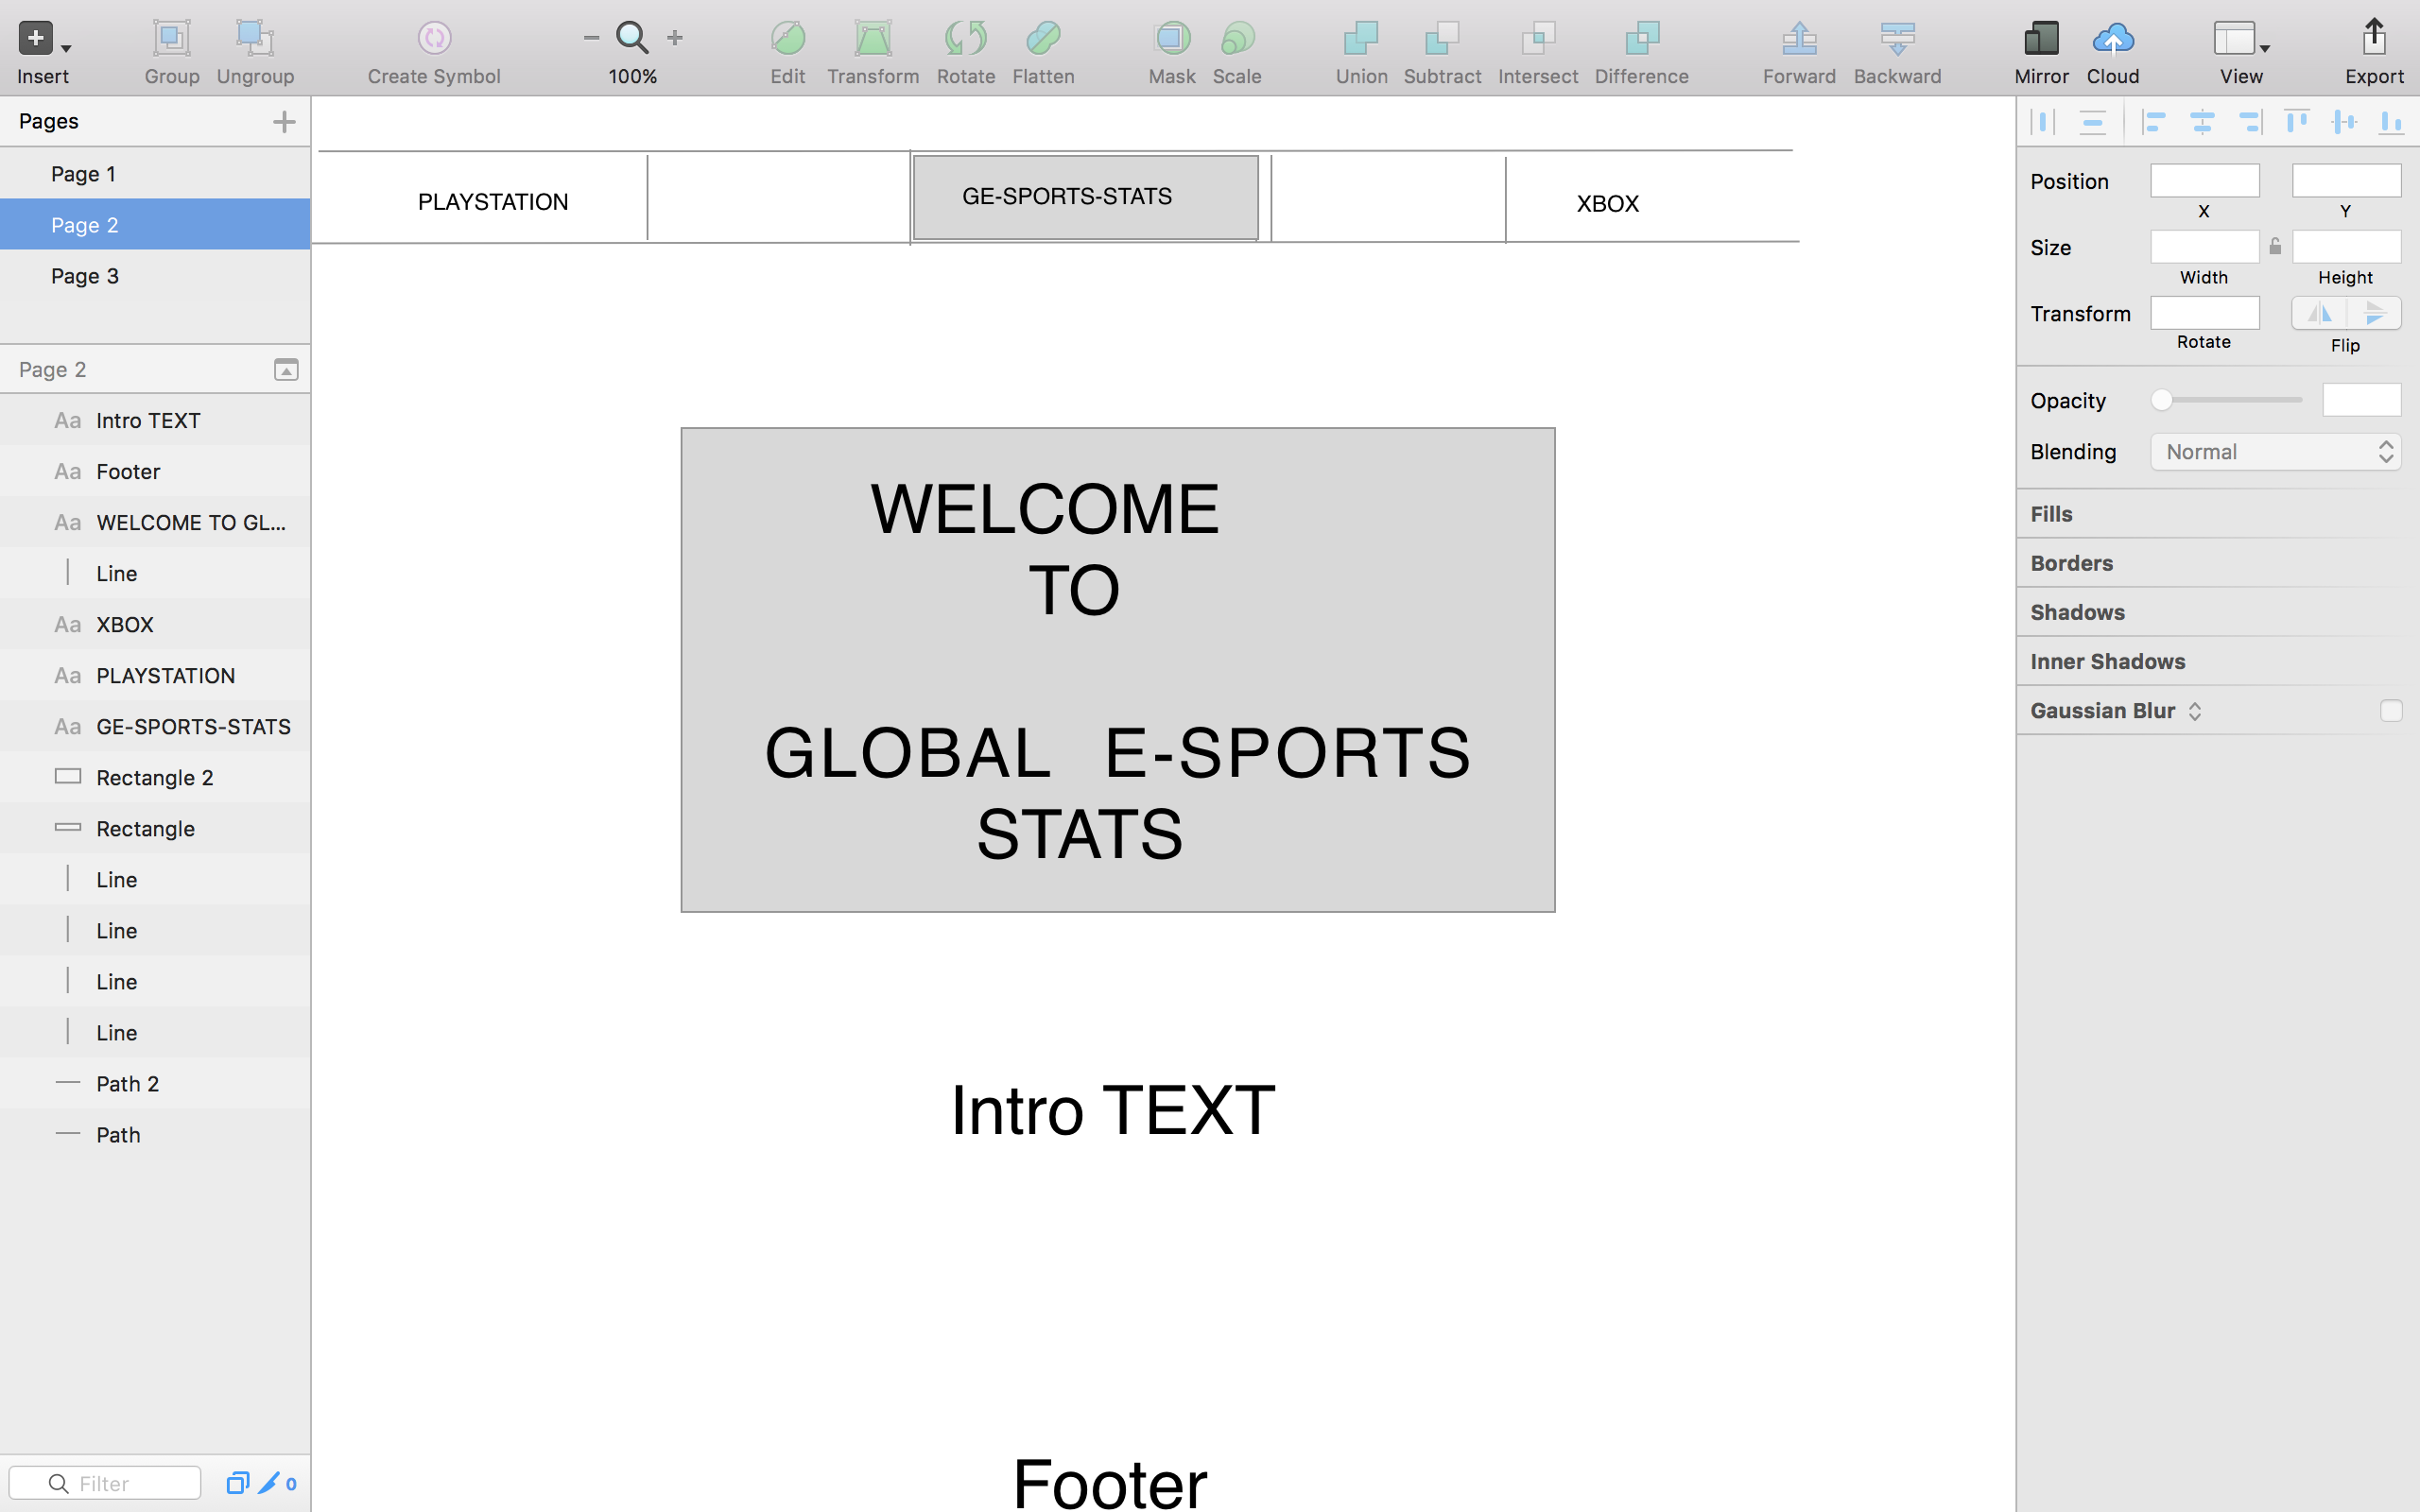 Insert
Group
Ungroup
Create Symbol
100%
Edit
Transform
Rotate
Flatten
Mask
Scale
Union
Subtract
Intersect
Difference
Forward
Backward
Mirror
Cloud
View
Export
Pages
Page 1
Page 2
Page 3
Page 2
Aa Intro TEXT
Aa Footer
Aa WELCOME TO GL...
Line
Aa XBOX
Aa PLAYSTATION
Aa GE-SPORTS-STATS
Rectangle 2
Rectangle
Line
Line
Line
Line
Path 2
Path
Filter
0
PLAYSTATION
GE-SPORTS-STATS
XBOX
WELCOME
TO
GLOBAL E-SPORTS
STATS
Intro TEXT
Footer
Position
X
Y
Size
Width
Height
Transform
Rotate
Flip
Opacity
Blending
Normal
Fills
Borders
Shadows
Inner Shadows
Gaussian Blur